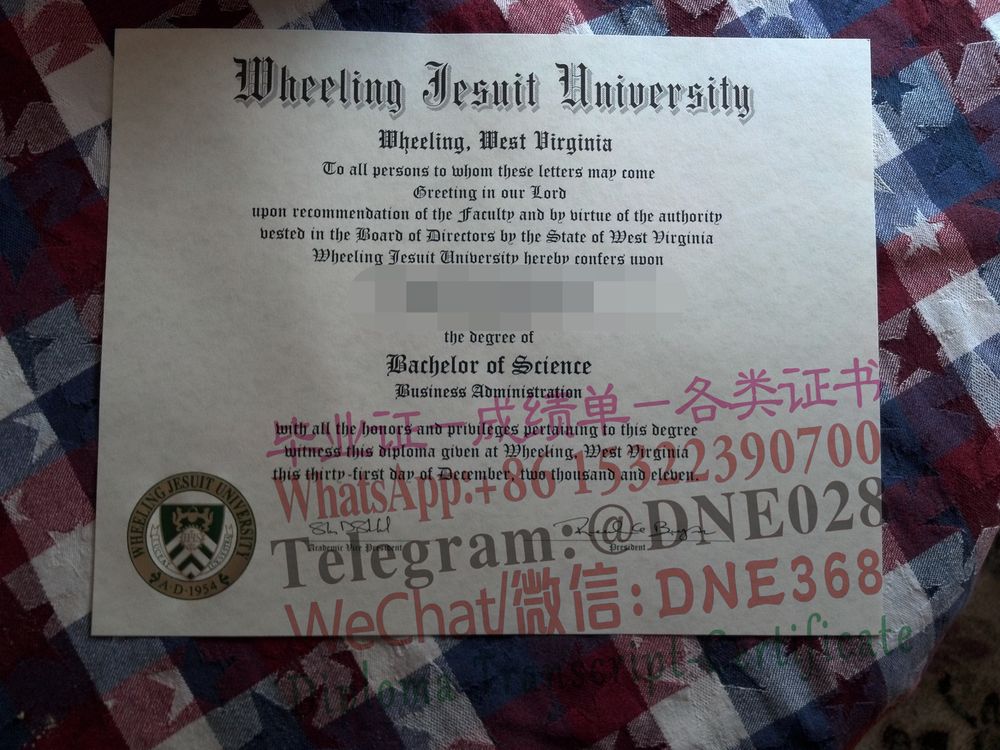 Wheeling Jesuit University
Wheeling, West Virginia
To all persons to whom these letters may come
Greeting in our Lord
upon recommendation of the Faculty and by virtue of the authority
vested in the Board of Directors by the State of West Virginia
Wheeling Jesuit University hereby confers upon
the degree of
Bachelor of Science
Business Administration
毕业证－成绩单－各类证书
with all the honors and privileges pertaining to this degree
witness this diploma given at Wheeling, West Virginia
this thirty-first day of December, two thousand and eleven.
WhatsApp:+86 15322390700
Telegram:@DNE028
Academic Vice President
President
WHEELING JESUIT UNIVERSITY
A·D·1954
WeChat/微信:DNE368
Diploma-Transcript-Certificate